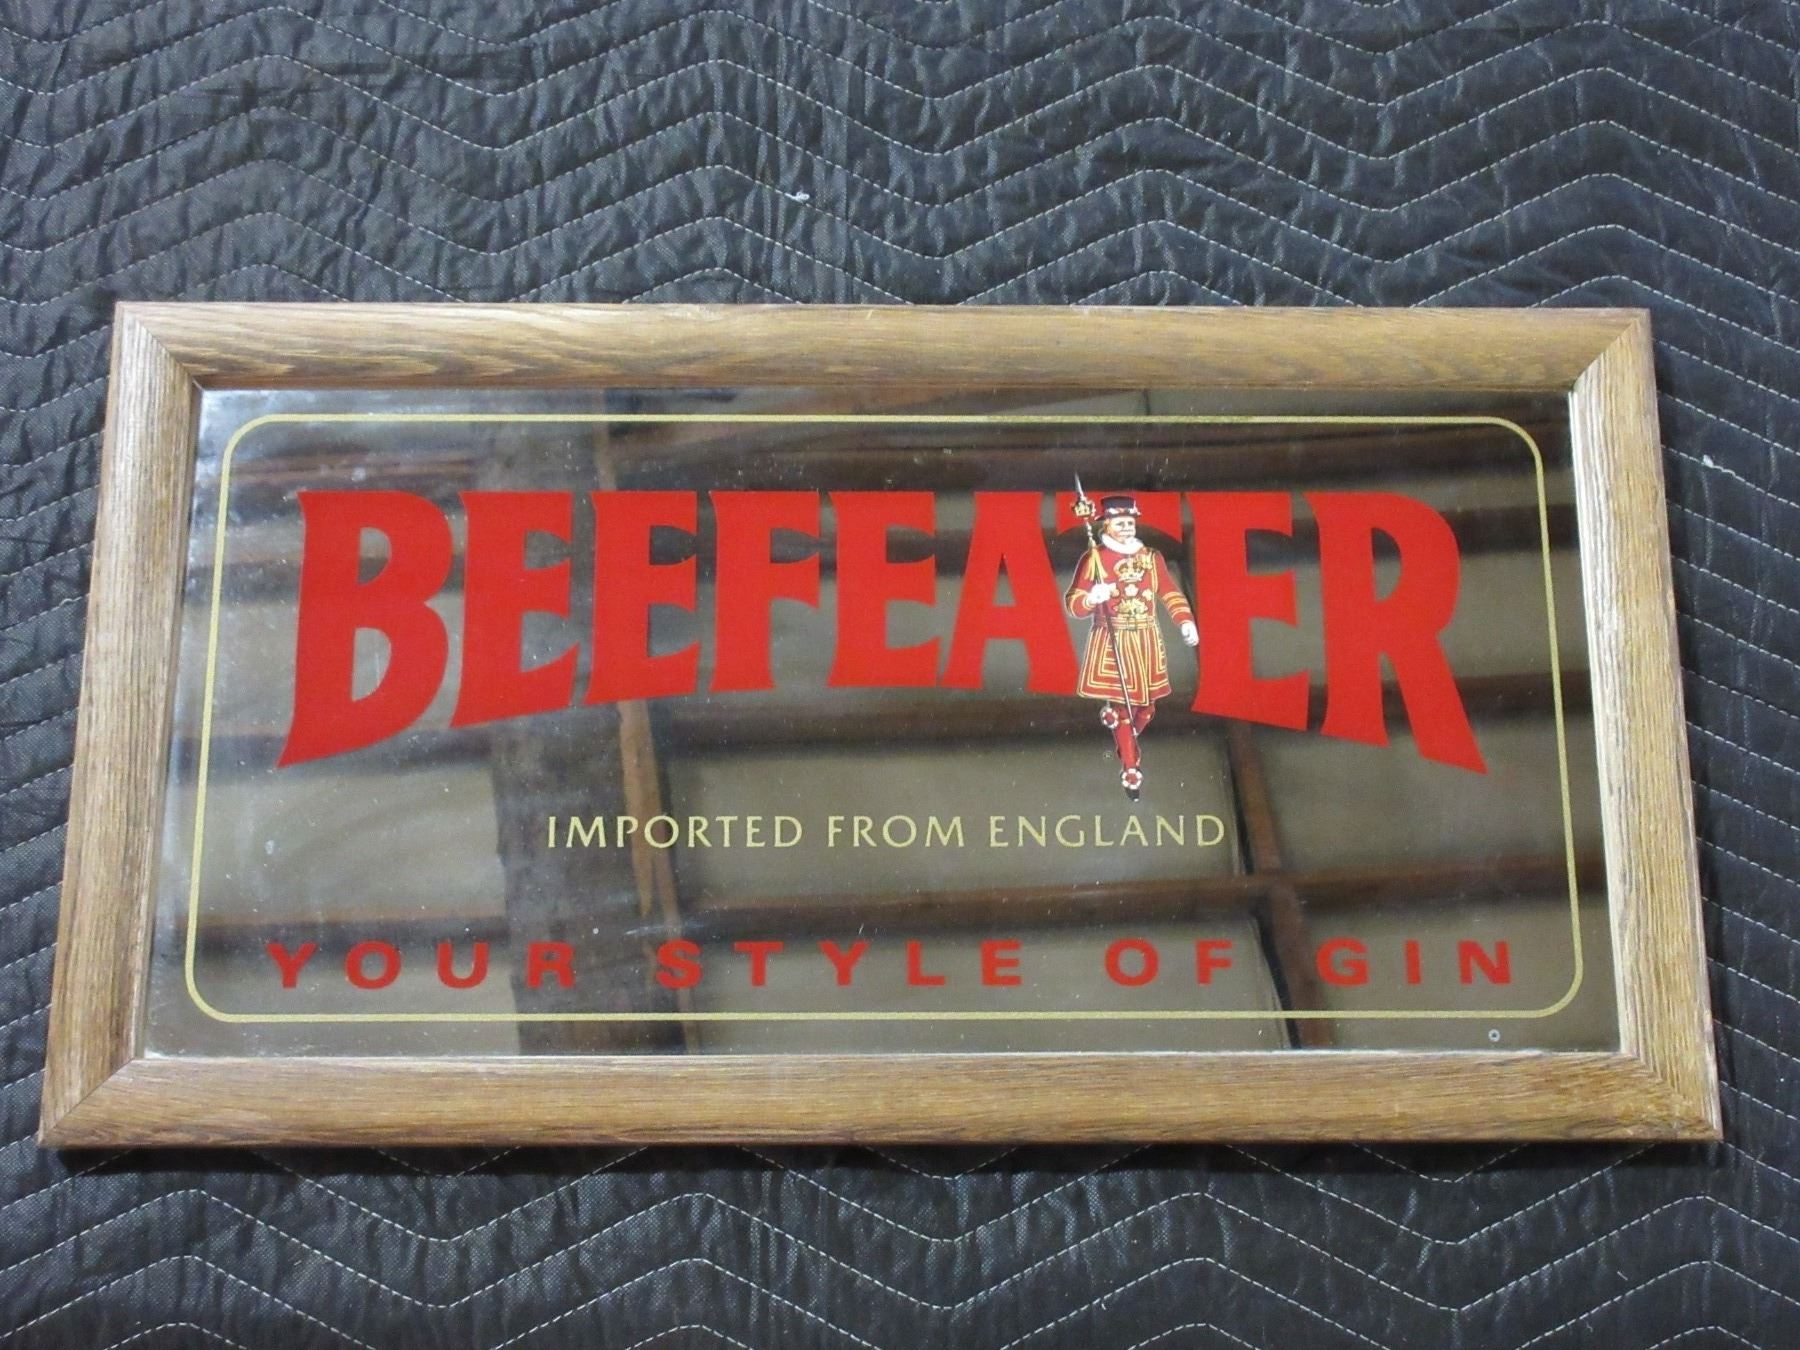 BEEFEATER
IMPORTED FROM ENGLAND
YOUR STYLE OF GIN